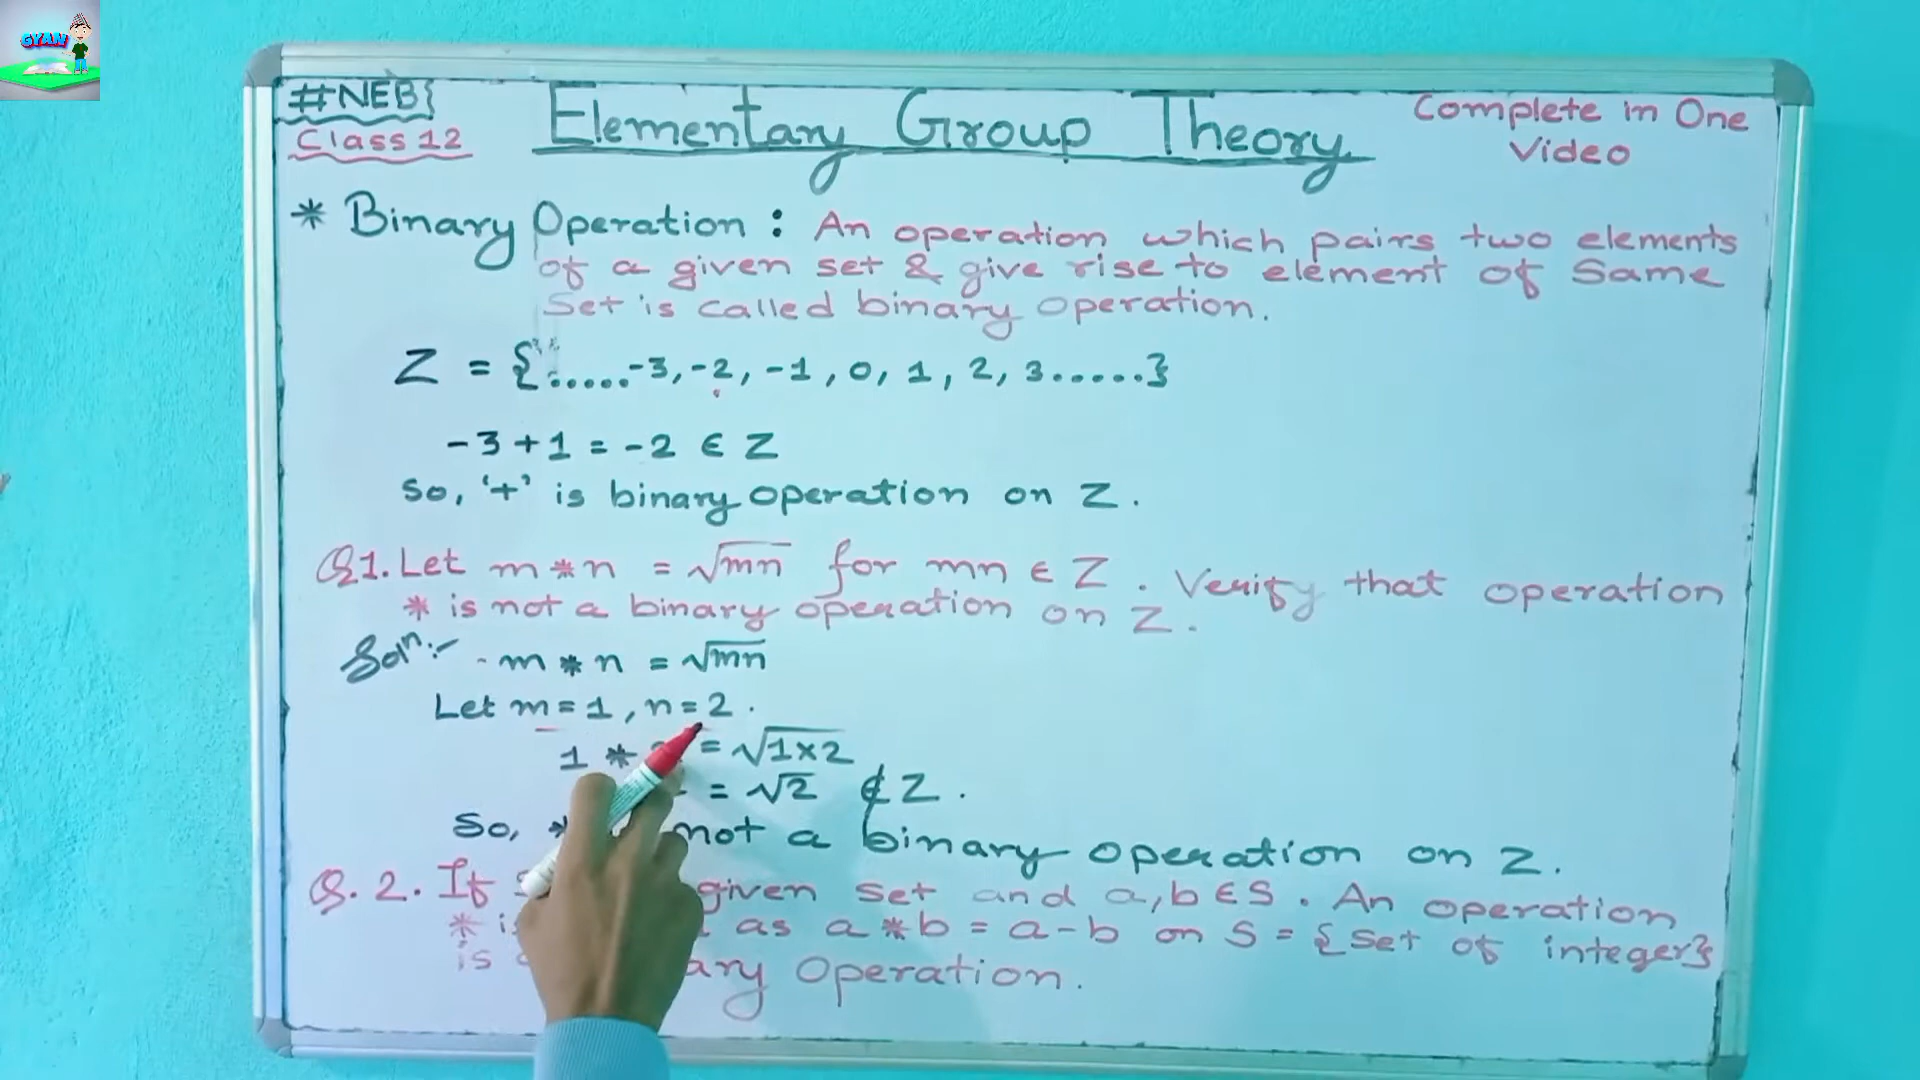 GYAN
#NEB{
Class 12
Elementary Group Theory
Complete in One
Video
* Binary Operation : An operation which pairs two elements
of a given set & give rise to element of Same
Set is called binary operation.
Z = {.....-3, -2, -1, 0, 1, 2, 3.....}
-3+1 = -2 ∈ Z
So, '+' is binary operation on Z.
Q1. Let m*n = √mn for mn ∈ Z. Verify that operation
* is not a binary operation on Z.
Solⁿ:- m * n = √mn
Let m=1, n=2.
1 * = √1×2
= √2 ∉ Z.
So, * not a binary operation on Z.
Q. 2. If given set and a,b ∈ S. An operation
* as a*b = a-b on S = {Set of integer}
is Operation.